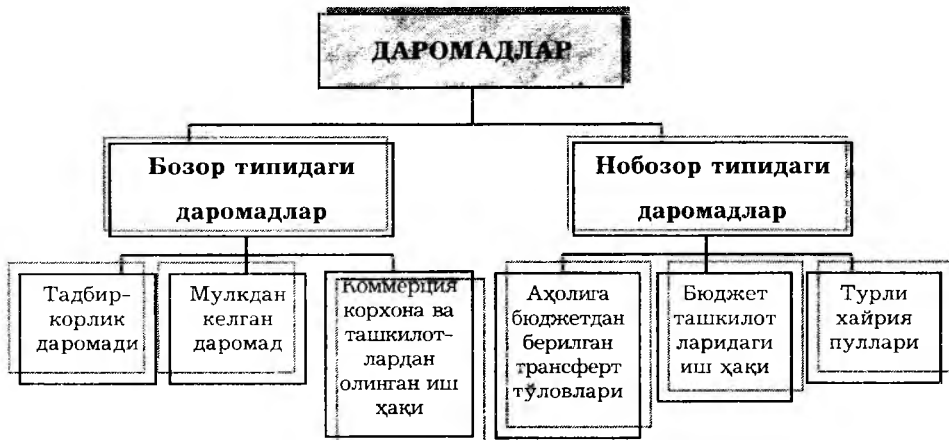 ДАРОМАДЛАР
Бозор типидаги
даромадлар
Нобозор типидаги
даромадлар
Тадбир-
корлик
даромади
Мулкдан
келган
даромад
Коммерция
корхона ва
ташкилот-
лардан
олинган иш
ҳақи
Аҳолига
бюджетдан
берилган
трансферт
тўловлари
Бюджет
ташкилот
ларидаги
иш ҳақи
Турли
хайрия
пуллари